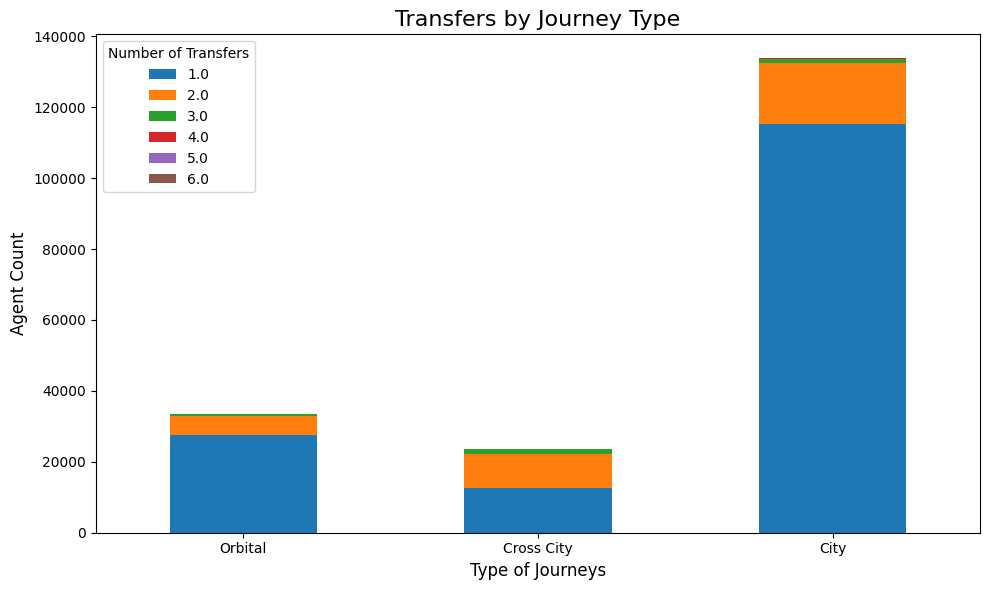 Transfers by Journey Type
Number of Transfers
1.0
2.0
3.0
4.0
5.0
6.0
140000
120000
100000
80000
60000
40000
20000
0
Agent Count
Orbital
Cross City
City
Type of Journeys